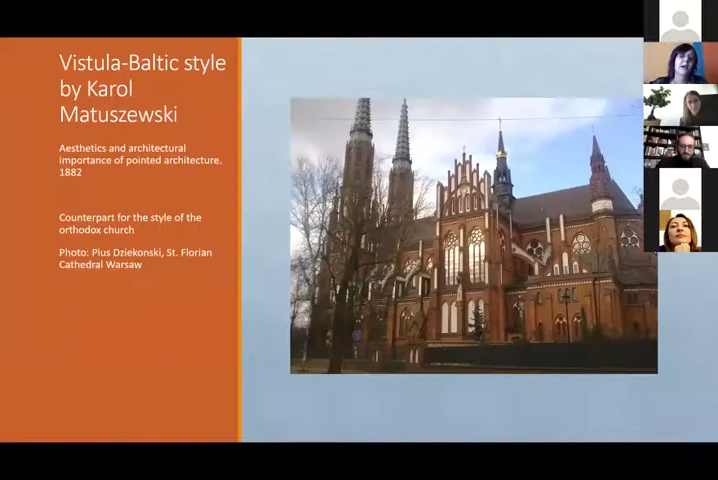 Vistula-Baltic style
by Karol
Matuszewski
Aesthetics and architectural
importance of pointed architecture.
1882
Counterpart for the style of the
orthodox church
Photo: Pius Dziekonski, St. Florian
Cathedral Warsaw